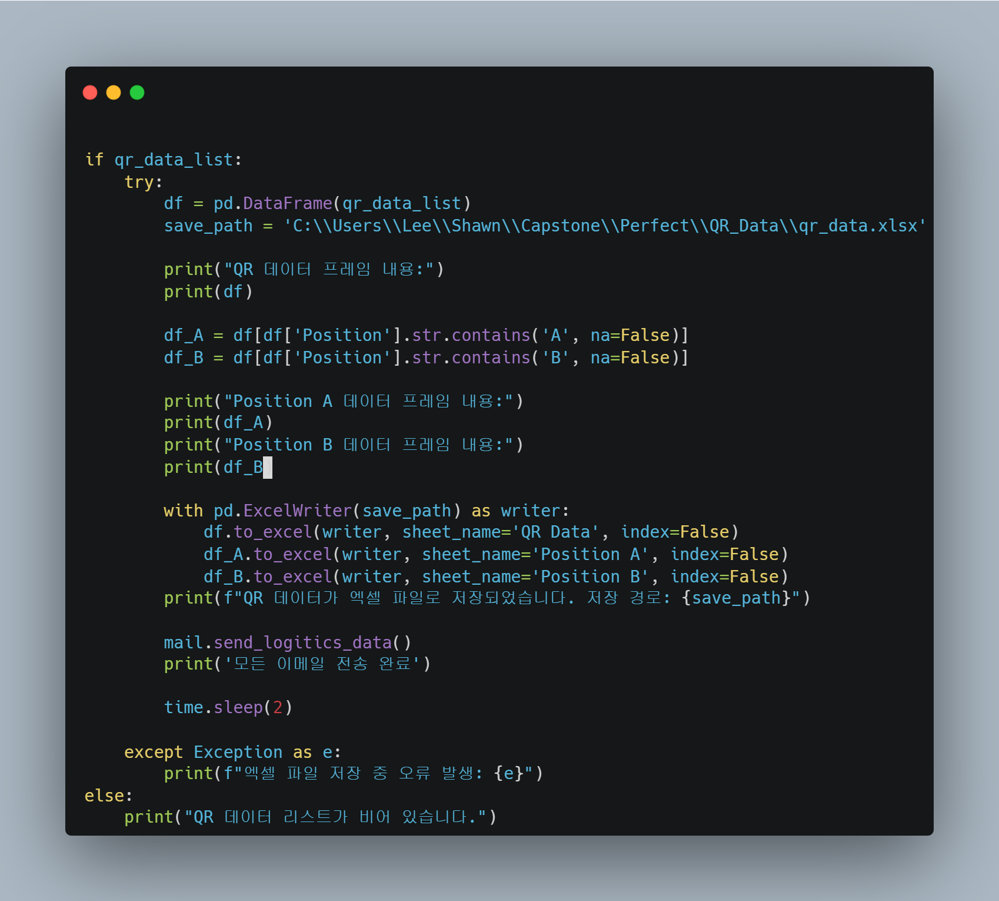 if qr_data_list:
    try:
        df = pd.DataFrame(qr_data_list)
        save_path = 'C:\\Users\\Lee\\Shawn\\Capstone\\Perfect\\QR_Data\\qr_data.xlsx'

        print("QR 데이터 프레임 내용:")
        print(df)

        df_A = df[df['Position'].str.contains('A', na=False)]
        df_B = df[df['Position'].str.contains('B', na=False)]

        print("Position A 데이터 프레임 내용:")
        print(df_A)
        print("Position B 데이터 프레임 내용:")
        print(df_B)

        with pd.ExcelWriter(save_path) as writer:
            df.to_excel(writer, sheet_name='QR Data', index=False)
            df_A.to_excel(writer, sheet_name='Position A', index=False)
            df_B.to_excel(writer, sheet_name='Position B', index=False)
        print(f"QR 데이터가 엑셀 파일로 저장되었습니다. 저장 경로: {save_path}")

        mail.send_logitics_data()
        print('모든 이메일 전송 완료')

        time.sleep(2)

    except Exception as e:
        print(f"엑셀 파일 저장 중 오류 발생: {e}")
else:
    print("QR 데이터 리스트가 비어 있습니다.")